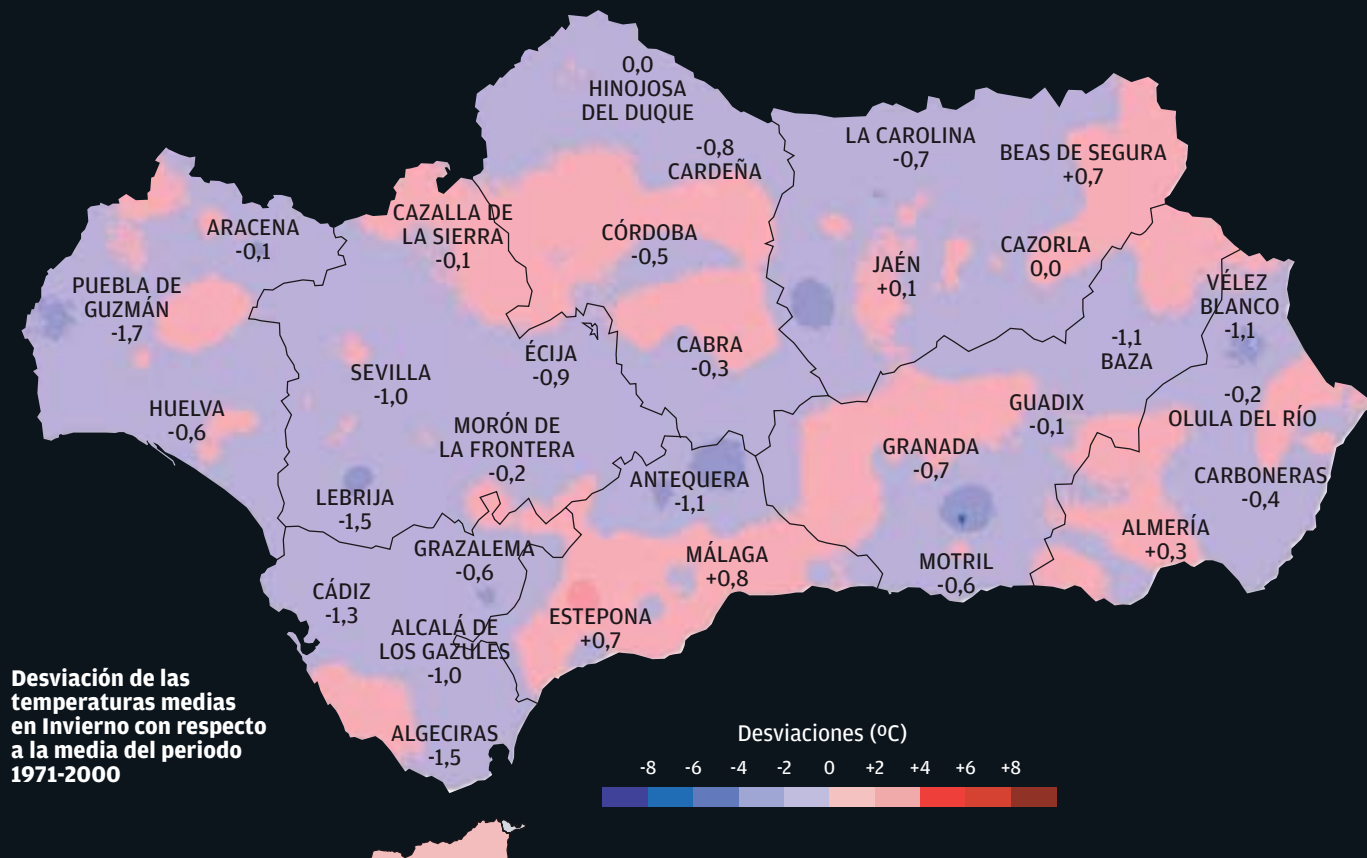 0,0
HINOJOSA
DEL DUQUE
-0,8
CARDEÑA
LA CAROLINA
-0,7
BEAS DE SEGURA
+0,7
ARACENA
-0,1
CAZALLA DE
LA SIERRA
-0,1
CÓRDOBA
-0,5
JAÉN
+0,1
CAZORLA
0,0
PUEBLA DE
GUZMÁN
-1,7
VÉLEZ
BLANCO
-1,1
SEVILLA
-1,0
ÉCIJA
-0,9
CABRA
-0,3
-1,1
BAZA
HUELVA
-0,6
MORÓN DE
LA FRONTERA
-0,2
GUADIX
-0,1
-0,2
OLULA DEL RÍO
GRANADA
-0,7
LEBRIJA
-1,5
ANTEQUERA
-1,1
CARBONERAS
-0,4
ALMERÍA
+0,3
GRAZALEMA
-0,6
MÁLAGA
+0,8
MOTRIL
-0,6
CÁDIZ
-1,3
ESTEPONA
+0,7
ALCALÁ DE
LOS GAZULES
-1,0
ALGECIRAS
-1,5
Desviación de las
temperaturas medias
en Invierno con respecto
a la media del periodo
1971-2000
Desviaciones (ºC)
-8 -6 -4 -2 0 +2 +4 +6 +8